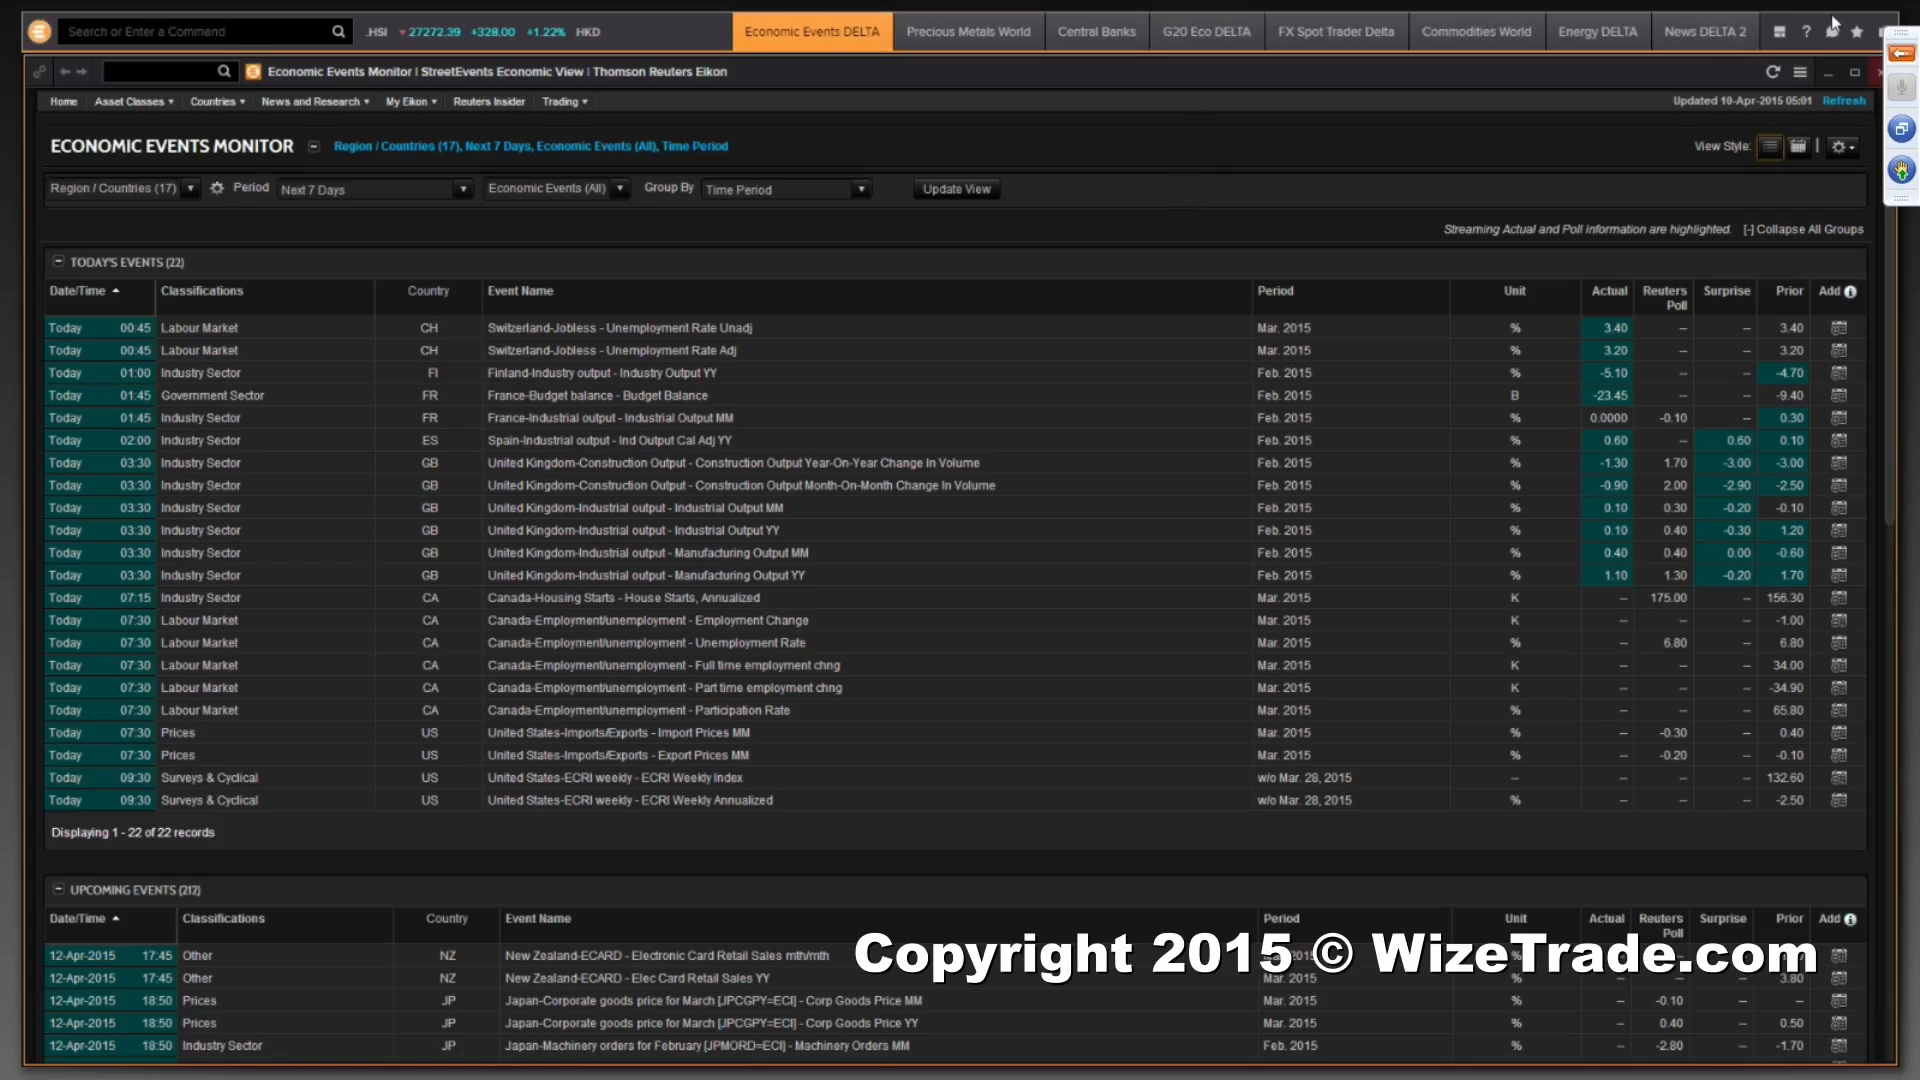 Search or Enter a Command .HSI 27272.39 +328.00 +1.22% HKD Economic Events DELTA Precious Metals World Central Banks G20 Eco DELTA FX Spot Trader Delta Commodities World Energy DELTA News DELTA 2 ?
Economic Events Monitor | StreetEvents Economic View | Thomson Reuters Eikon
Home Asset Classes Countries News and Research My Eikon Reuters Insider Trading Updated 10-Apr-2015 05:01 Refresh
ECONOMIC EVENTS MONITOR Region / Countries (17), Next 7 Days, Economic Events (All), Time Period View Style:
Region / Countries (17) Period Next 7 Days Economic Events (All) Group By Time Period Update View
Streaming Actual and Poll information are highlighted. [-] Collapse All Groups
TODAY'S EVENTS (22)
Date/Time Classifications Country Event Name Period Unit Actual Reuters Poll Surprise Prior Add
Today 00:45 Labour Market CH Switzerland-Jobless - Unemployment Rate Unadj Mar. 2015 % 3.40 – – 3.40
Today 00:45 Labour Market CH Switzerland-Jobless - Unemployment Rate Adj Mar. 2015 % 3.20 – – 3.20
Today 01:00 Industry Sector FI Finland-Industry output - Industry Output YY Feb. 2015 % -5.10 – – -4.70
Today 01:45 Government Sector FR France-Budget balance - Budget Balance Feb. 2015 B -23.45 – – -9.40
Today 01:45 Industry Sector FR France-Industrial output - Industrial Output MM Feb. 2015 % 0.0000 -0.10 – 0.30
Today 02:00 Industry Sector ES Spain-Industrial output - Ind Output Cal Adj YY Feb. 2015 % 0.60 – 0.60 0.10
Today 03:30 Industry Sector GB United Kingdom-Construction Output - Construction Output Year-On-Year Change In Volume Feb. 2015 % -1.30 1.70 -3.00 -3.00
Today 03:30 Industry Sector GB United Kingdom-Construction Output - Construction Output Month-On-Month Change In Volume Feb. 2015 % -0.90 2.00 -2.90 -2.50
Today 03:30 Industry Sector GB United Kingdom-Industrial output - Industrial Output MM Feb. 2015 % 0.10 0.30 -0.20 -0.10
Today 03:30 Industry Sector GB United Kingdom-Industrial output - Industrial Output YY Feb. 2015 % 0.10 0.40 -0.30 1.20
Today 03:30 Industry Sector GB United Kingdom-Industrial output - Manufacturing Output MM Feb. 2015 % 0.40 0.40 0.00 -0.60
Today 03:30 Industry Sector GB United Kingdom-Industrial output - Manufacturing Output YY Feb. 2015 % 1.10 1.30 -0.20 1.70
Today 07:15 Industry Sector CA Canada-Housing Starts - House Starts, Annualized Mar. 2015 K – 175.00 – 156.30
Today 07:30 Labour Market CA Canada-Employment/unemployment - Employment Change Mar. 2015 K – – – -1.00
Today 07:30 Labour Market CA Canada-Employment/unemployment - Unemployment Rate Mar. 2015 % – 6.80 – 6.80
Today 07:30 Labour Market CA Canada-Employment/unemployment - Full time employment chng Mar. 2015 K – – – 34.00
Today 07:30 Labour Market CA Canada-Employment/unemployment - Part time employment chng Mar. 2015 K – – – -34.90
Today 07:30 Labour Market CA Canada-Employment/unemployment - Participation Rate Mar. 2015 % – – – 65.80
Today 07:30 Prices US United States-Imports/Exports - Import Prices MM Mar. 2015 % – -0.30 – 0.40
Today 07:30 Prices US United States-Imports/Exports - Export Prices MM Mar. 2015 % – -0.20 – -0.10
Today 09:30 Surveys & Cyclical US United States-ECRI weekly - ECRI Weekly Index w/o Mar. 28, 2015 – – – – 132.60
Today 09:30 Surveys & Cyclical US United States-ECRI weekly - ECRI Weekly Annualized w/o Mar. 28, 2015 % – – – -2.50
Displaying 1 - 22 of 22 records
UPCOMING EVENTS (212)
Date/Time Classifications Country Event Name Period Unit Actual Reuters Poll Surprise Prior Add
12-Apr-2015 17:45 Other NZ New Zealand-ECARD - Electronic Card Retail Sales mth/mth
Copyright 2015 © WizeTrade.com
12-Apr-2015 17:45 Other NZ New Zealand-ECARD - Elec Card Retail Sales YY Mar. 2015 % – – – 3.80
12-Apr-2015 18:50 Prices JP Japan-Corporate goods price for March [JPCGPY=ECI] - Corp Goods Price MM Mar. 2015 % – -0.10 – –
12-Apr-2015 18:50 Prices JP Japan-Corporate goods price for March [JPCGPY=ECI] - Corp Goods Price YY Mar. 2015 % – 0.40 – 0.50
12-Apr-2015 18:50 Industry Sector JP Japan-Machinery orders for February [JPMORD=ECI] - Machinery Orders MM Feb. 2015 % – -2.80 – -1.70